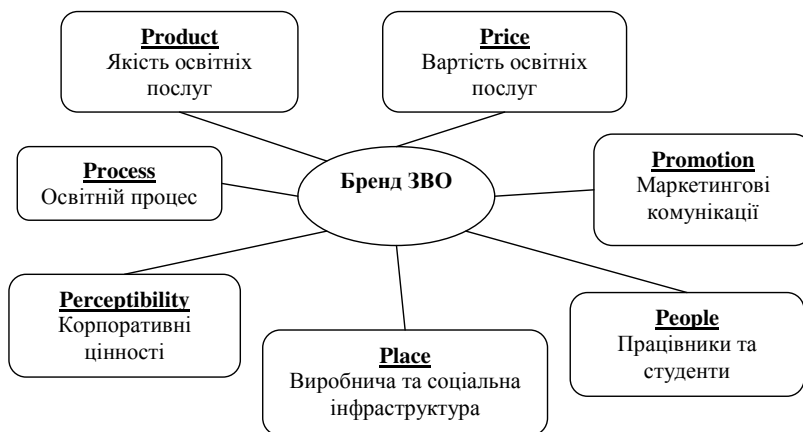 Product
Якість освітніх
послуг
Price
Вартість освітніх
послуг
Process
Освітній процес
Бренд ЗВО
Promotion
Маркетингові
комунікації
Perceptibility
Корпоративні
цінності
Place
Виробнича та соціальна
інфраструктура
People
Працівники та
студенти